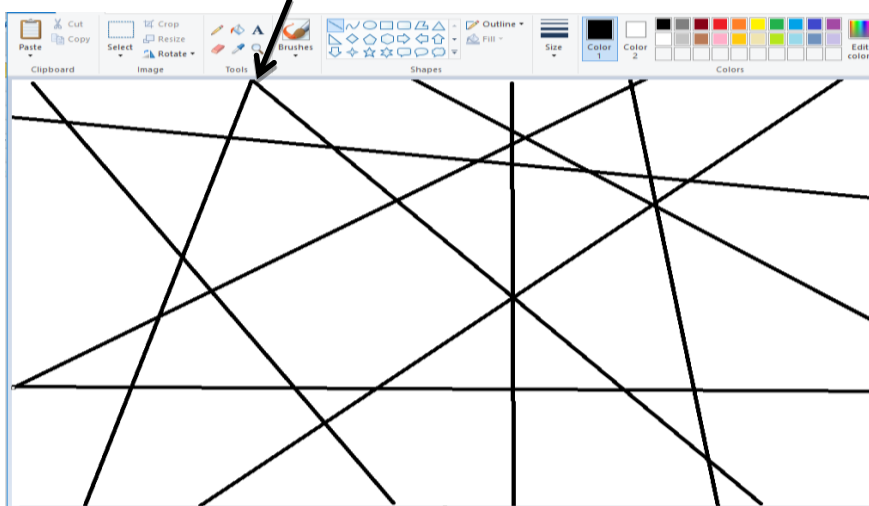 Paste
Cut
Copy
Clipboard
Select
Crop
Resize
Rotate
Image
A
Tools
Brushes
Outline
Fill
Shapes
Size
Color
1
Color
2
Colors
Edit
color